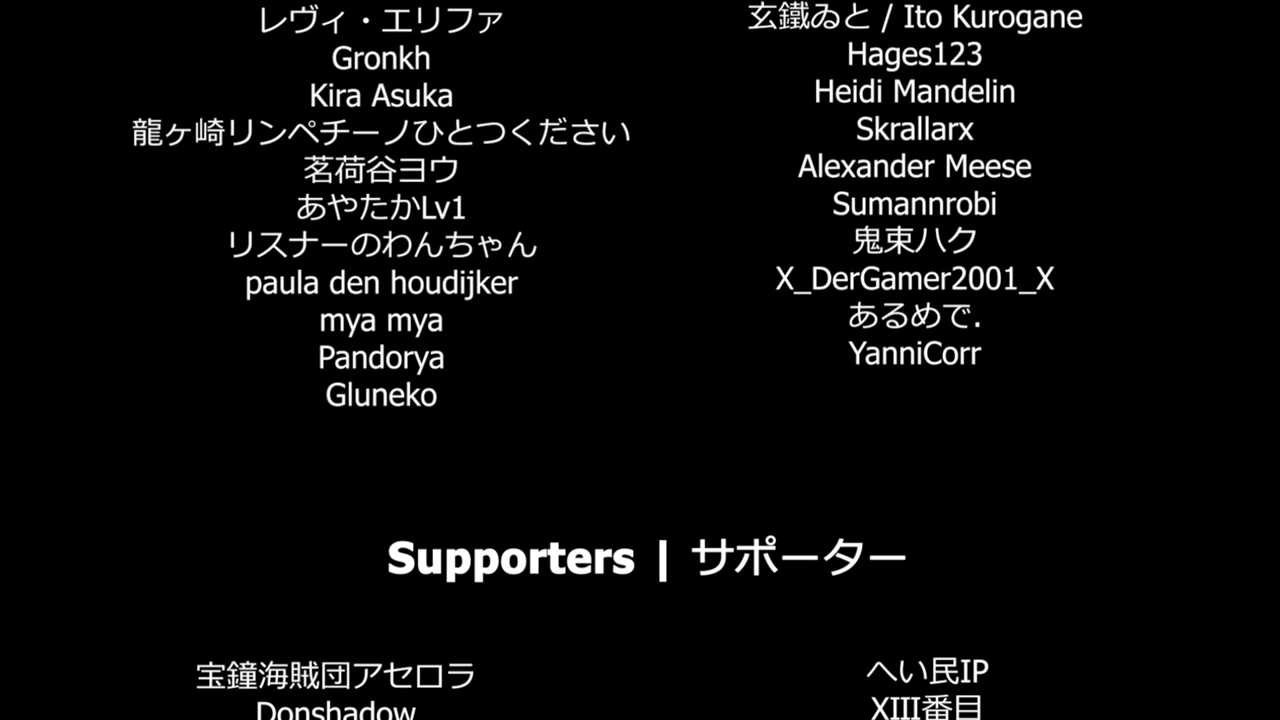 レヴィ・エリファ
Gronkh
Kira Asuka
龍ヶ崎リンペチーノひとつください
茗荷谷ヨウ
あやたかLv1
リスナーのわんちゃん
paula den houdijker
mya mya
Pandorya
Gluneko
玄鐵ゐと / Ito Kurogane
Hages123
Heidi Mandelin
Skrallarx
Alexander Meese
Sumannrobi
鬼束ハク
X_DerGamer2001_X
あるめで.
YanniCorr
Supporters | サポーター
宝鐘海賊団アセロラ
Donshadow
へい民IP
XIII番目